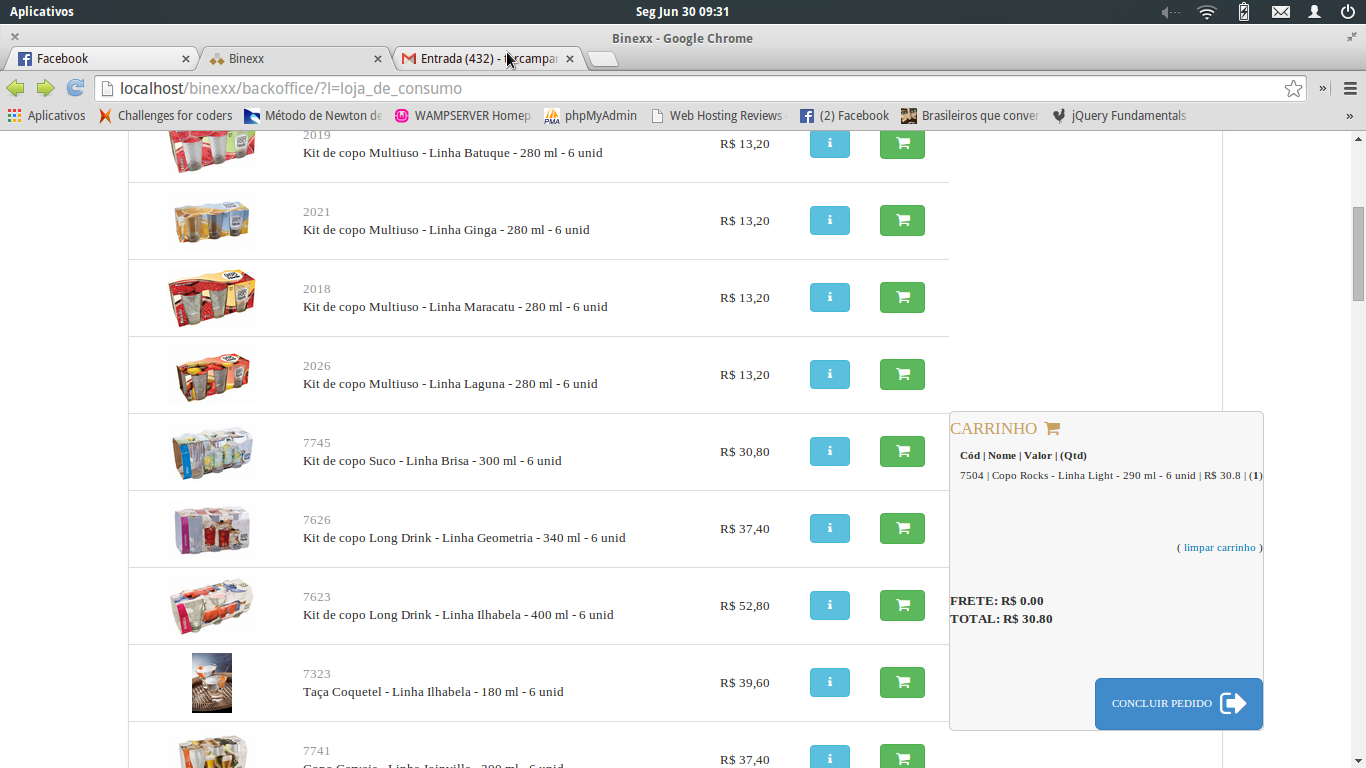 Aplicativos
Seg Jun 30 09:31
Binexx - Google Chrome
Facebook
Binexx
Entrada (432) -
localhost/binexx/backoffice/?l=loja_de_consumo
»
Aplicativos
Challenges for coders
Método de Newton de
WAMPSERVER Homep
PMA
phpMyAdmin
Web Hosting Reviews
(2) Facebook
Brasileiros que conver
jQuery Fundamentals
»
2019
Kit de copo Multiuso - Linha Batuque - 280 ml - 6 unid
R$ 13,20
2021
Kit de copo Multiuso - Linha Ginga - 280 ml - 6 unid
R$ 13,20
2018
Kit de copo Multiuso - Linha Maracatu - 280 ml - 6 unid
R$ 13,20
2026
Kit de copo Multiuso - Linha Laguna - 280 ml - 6 unid
R$ 13,20
7745
Kit de copo Suco - Linha Brisa - 300 ml - 6 unid
R$ 30,80
7626
Kit de copo Long Drink - Linha Geometria - 340 ml - 6 unid
R$ 37,40
7623
Kit de copo Long Drink - Linha Ilhabela - 400 ml - 6 unid
R$ 52,80
7323
Taça Coquetel - Linha Ilhabela - 180 ml - 6 unid
R$ 39,60
7741
R$ 37,40
CARRINHO
Cód | Nome | Valor | (Qtd)
7504 | Copo Rocks - Linha Light - 290 ml - 6 unid | R$ 30.8 | (1)
( limpar carrinho )
FRETE: R$ 0.00
TOTAL: R$ 30.80
CONCLUIR PEDIDO